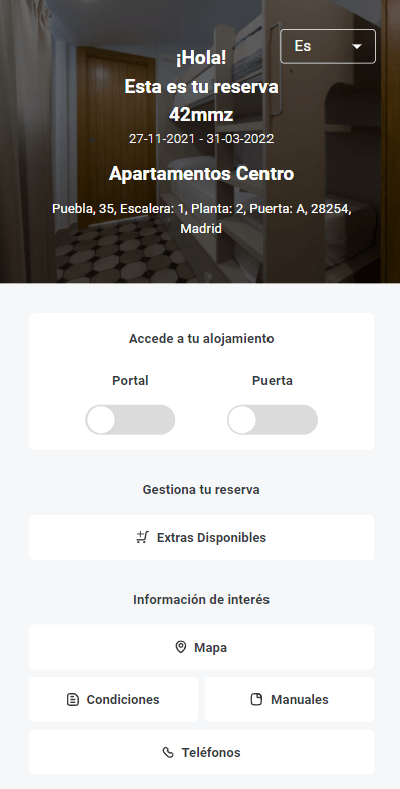 Es
¡Hola!
Esta es tu reserva
42mmz
27-11-2021 - 31-03-2022
Apartamentos Centro
Puebla, 35, Escalera: 1, Planta: 2, Puerta: A, 28254,
Madrid
Accede a tu alojamiento
Portal
Puerta
Gestiona tu reserva
Extras Disponibles
Información de interés
Mapa
Condiciones
Manuales
Teléfonos